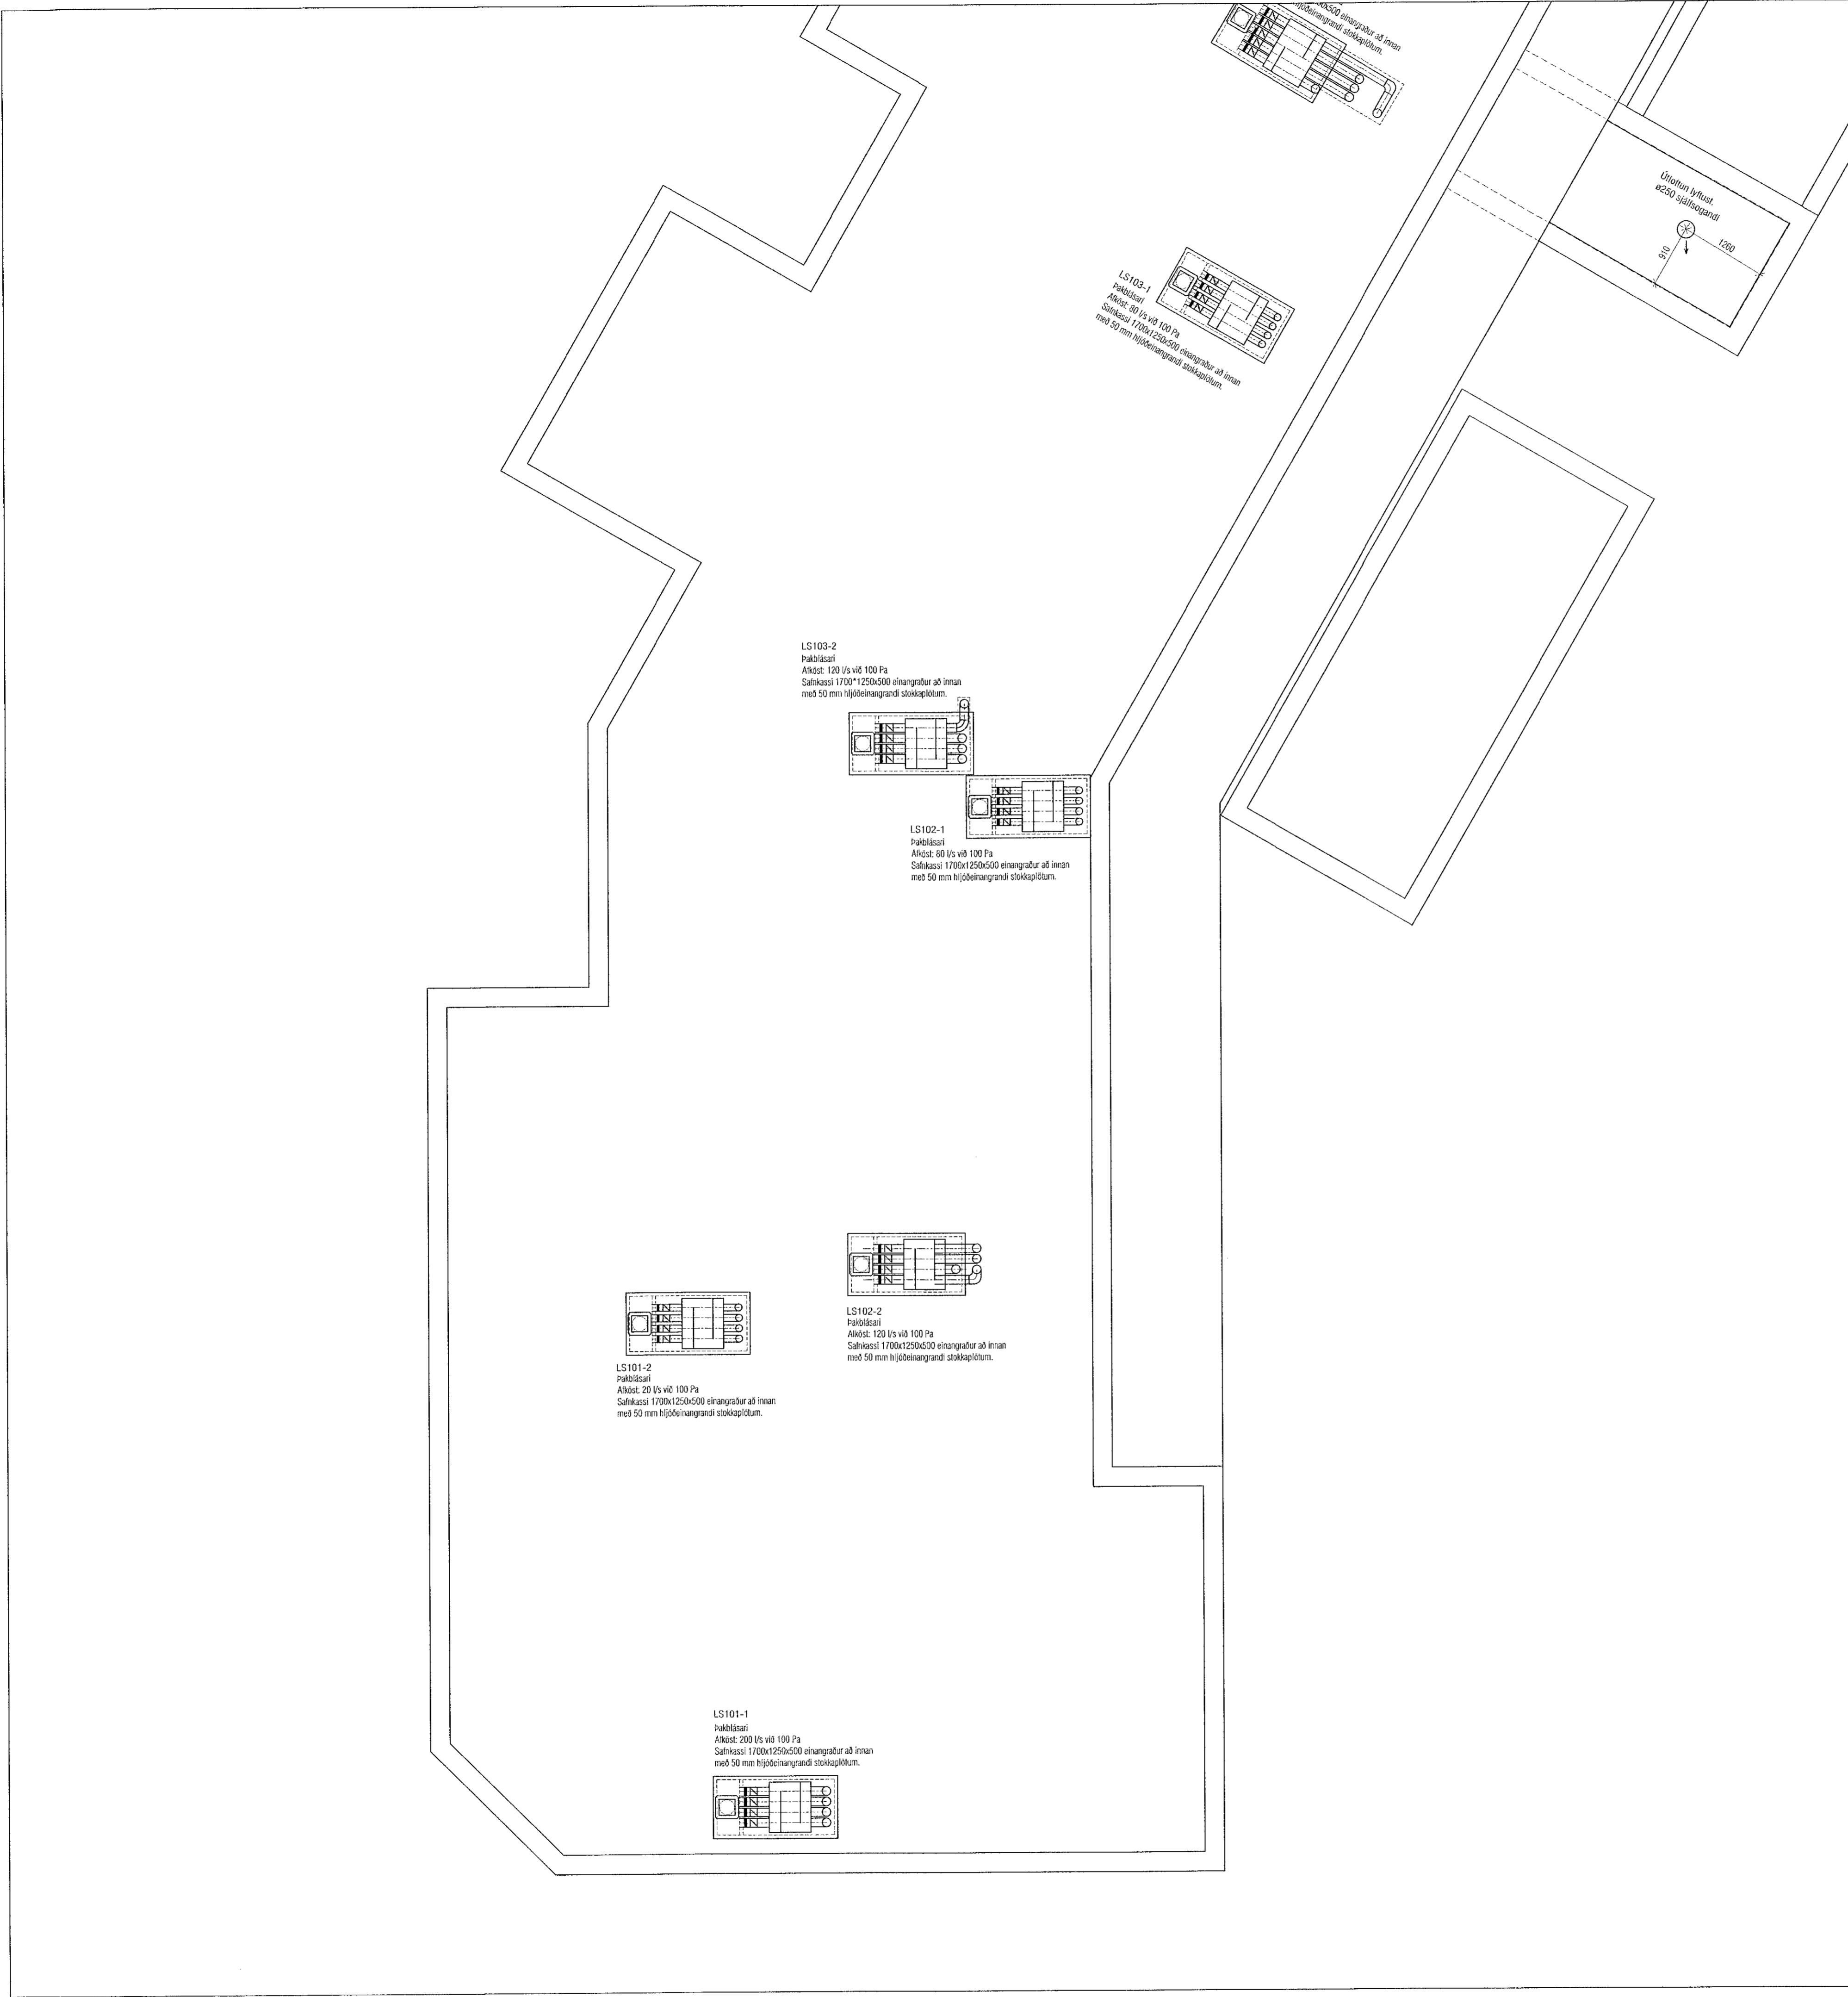 x500 einangraður að innan
hljóðeinangrandi stokkaplötum.
Útloftun lyftust.
ø250 sjálfsogandi
910
1260
LS103-1
Þakblásari
Afköst: 80 l/s við 100 Pa
Safnkassi 1700x1250x500 einangraður að innan
með 50 mm hljóðeinangrandi stokkaplötum.
LS103-2
Þakblásari
Afköst: 120 l/s við 100 Pa
Safnkassi 1700*1250x500 einangraður að innan
með 50 mm hljóðeinangrandi stokkaplötum.
LS102-1
Þakblásari
Afköst: 80 l/s við 100 Pa
Safnkassi 1700x1250x500 einangraður að innan
með 50 mm hljóðeinangrandi stokkaplötum.
LS102-2
Þakblásari
Afköst: 120 l/s við 100 Pa
Safnkassi 1700x1250x500 einangraður að innan
með 50 mm hljóðeinangrandi stokkaplötum.
LS101-2
Þakblásari
Afköst: 20 l/s við 100 Pa
Safnkassi 1700x1250x500 einangraður að innan
með 50 mm hljóðeinangrandi stokkaplötum.
LS101-1
Þakblásari
Afköst: 200 l/s við 100 Pa
Safnkassi 1700x1250x500 einangraður að innan
með 50 mm hljóðeinangrandi stokkaplötum.